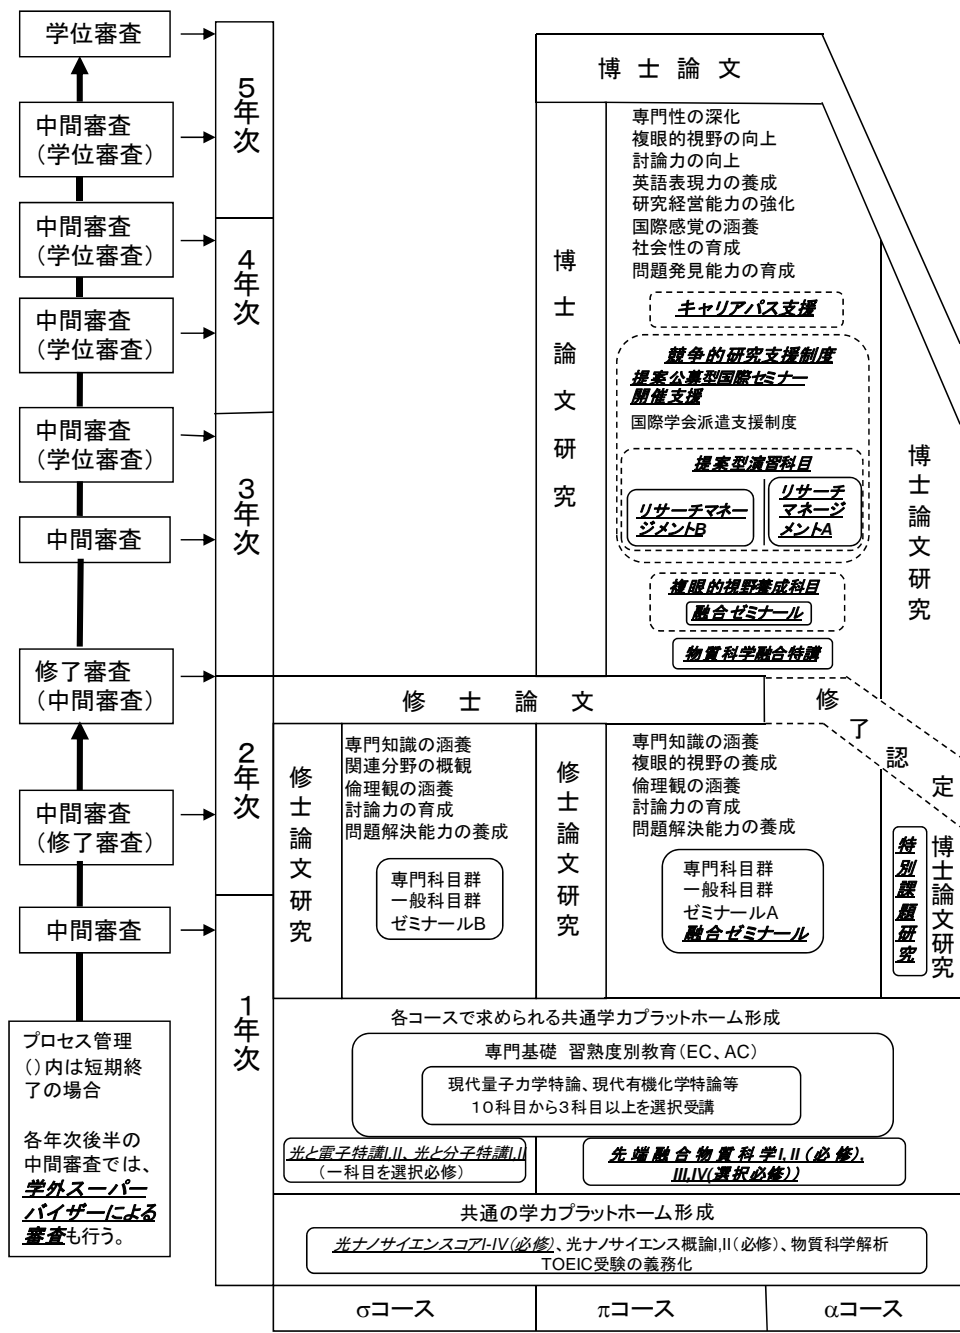 学位審査
中間審査
(学位審査)
中間審査
(学位審査)
中間審査
(学位審査)
中間審査
(学位審査)
中間審査
修了審査
(中間審査)
中間審査
(修了審査)
中間審査
プロセス管理
()内は短期終
了の場合
各年次後半の
中間審査では、
学外スーパー
バイザーによる
審査も行う。
5年次
4年次
3年次
2年次
1年次
博士論文
博士論文研究
専門性の深化
複眼的視野の向上
討論力の向上
英語表現力の養成
研究経営能力の強化
国際感覚の涵養
社会性の育成
問題発見能力の育成
キャリアパス支援
競争的研究支援制度
提案公募型国際セミナー
開催支援
国際学会派遣支援制度
提案型演習科目
リサーチマネー
ジメントB
リサーチ
マネージ
メントA
複眼的視野養成科目
融合ゼミナール
物質科学融合特講
博士論文研究
修士論文
修了認定
修士論文研究
専門知識の涵養
関連分野の概観
倫理観の涵養
討論力の育成
問題解決能力の養成
専門科目群
一般科目群
ゼミナールB
修士論文研究
専門知識の涵養
複眼的視野の養成
倫理観の涵養
討論力の育成
問題解決能力の養成
専門科目群
一般科目群
ゼミナールA
融合ゼミナール
特別課題研究
博士論文研究
各コースで求められる共通学力プラットホーム形成
専門基礎 習熟度別教育(EC、AC)
現代量子力学特論、現代有機化学特論等
10科目から3科目以上を選択受講
光と電子特講I,II、光と分子特講I,II
(一科目を選択必修)
先端融合物質科学I, II(必修),
III,IV(選択必修))
共通の学力プラットホーム形成
光ナノサイエンスコアI-IV(必修)、光ナノサイエンス概論I,II(必修)、物質科学解析
TOEIC受験の義務化
σコース
πコース
αコース